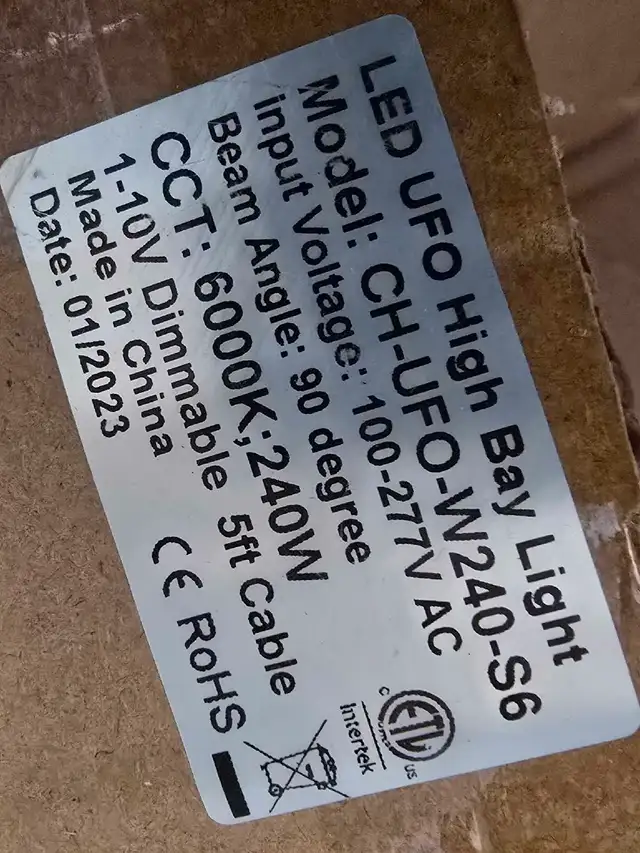 LED UFO High Bay Light
Model: CH-UFO-W240-S6
input Voltage: 100-277V AC
Beam Angle: 90 degree
CCT: 6000K;240W
1-10V Dimmable 5ft Cable
Made in China
Date: 01/2023
CE RoHS
c ETL us
Intertek